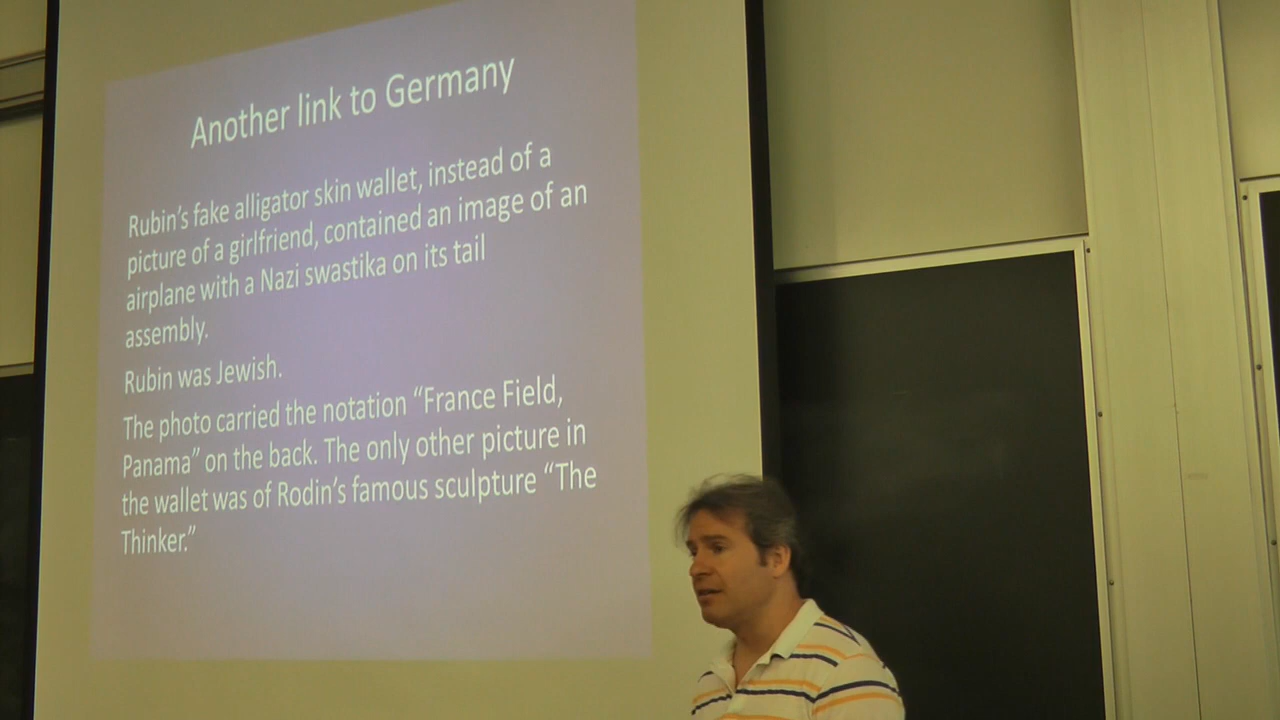 Another link to Germany
Rubin’s fake alligator skin wallet, instead of a
picture of a girlfriend, contained an image of an
airplane with a Nazi swastika on its tail
assembly.
Rubin was Jewish.
The photo carried the notation “France Field,
Panama” on the back. The only other picture in
the wallet was of Rodin’s famous sculpture “The
Thinker.”